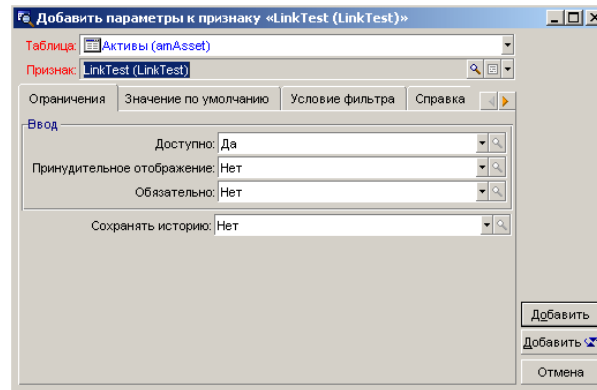 Добавить параметры к признаку «LinkTest (LinkTest)»
Таблица: Активы (amAsset)
Признак: LinkTest (LinkTest)
Ограничения Значение по умолчанию Условие фильтра Справка
Ввод
Доступно: Да
Принудительное отображение: Нет
Обязательно: Нет
Сохранять историю: Нет
Добавить
Добавить
Отмена